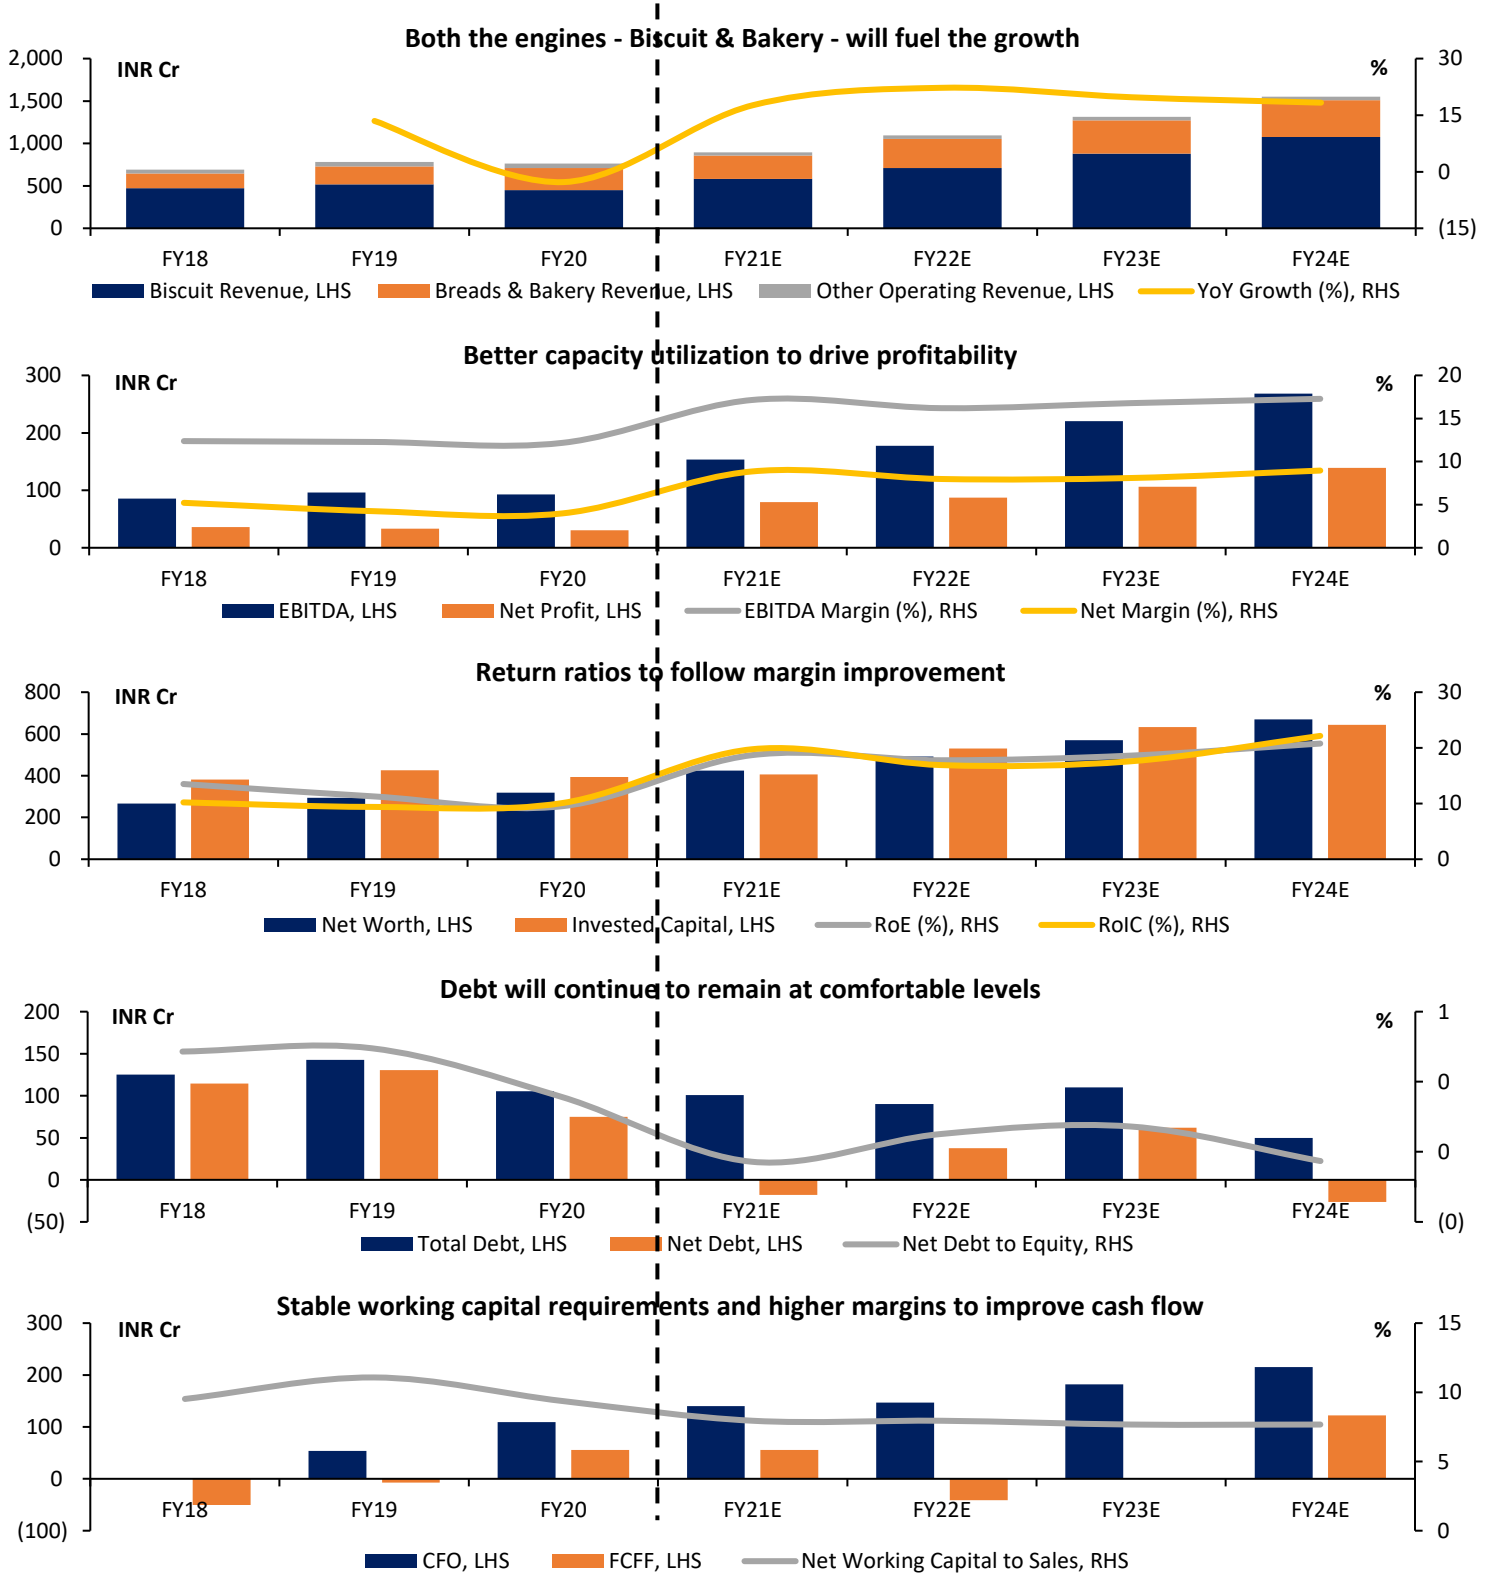 Both the engines - Biscuit & Bakery - will fuel the growth
INR Cr
%
2,000
1,500
1,000
500
0
30
15
0
(15)
FY18 FY19 FY20 FY21E FY22E FY23E FY24E
Biscuit Revenue, LHS Breads & Bakery Revenue, LHS Other Operating Revenue, LHS YoY Growth (%), RHS
Better capacity utilization to drive profitability
INR Cr
%
300
200
100
0
20
15
10
5
0
FY18 FY19 FY20 FY21E FY22E FY23E FY24E
EBITDA, LHS Net Profit, LHS EBITDA Margin (%), RHS Net Margin (%), RHS
Return ratios to follow margin improvement
INR Cr
%
800
600
400
200
0
30
20
10
0
FY18 FY19 FY20 FY21E FY22E FY23E FY24E
Net Worth, LHS Invested Capital, LHS RoE (%), RHS RoIC (%), RHS
Debt will continue to remain at comfortable levels
INR Cr
%
200
150
100
50
0
(50)
1
0
0
(0)
FY18 FY19 FY20 FY21E FY22E FY23E FY24E
Total Debt, LHS Net Debt, LHS Net Debt to Equity, RHS
Stable working capital requirements and higher margins to improve cash flow
INR Cr
%
300
200
100
0
(100)
15
10
5
0
FY18 FY19 FY20 FY21E FY22E FY23E FY24E
CFO, LHS FCFF, LHS Net Working Capital to Sales, RHS